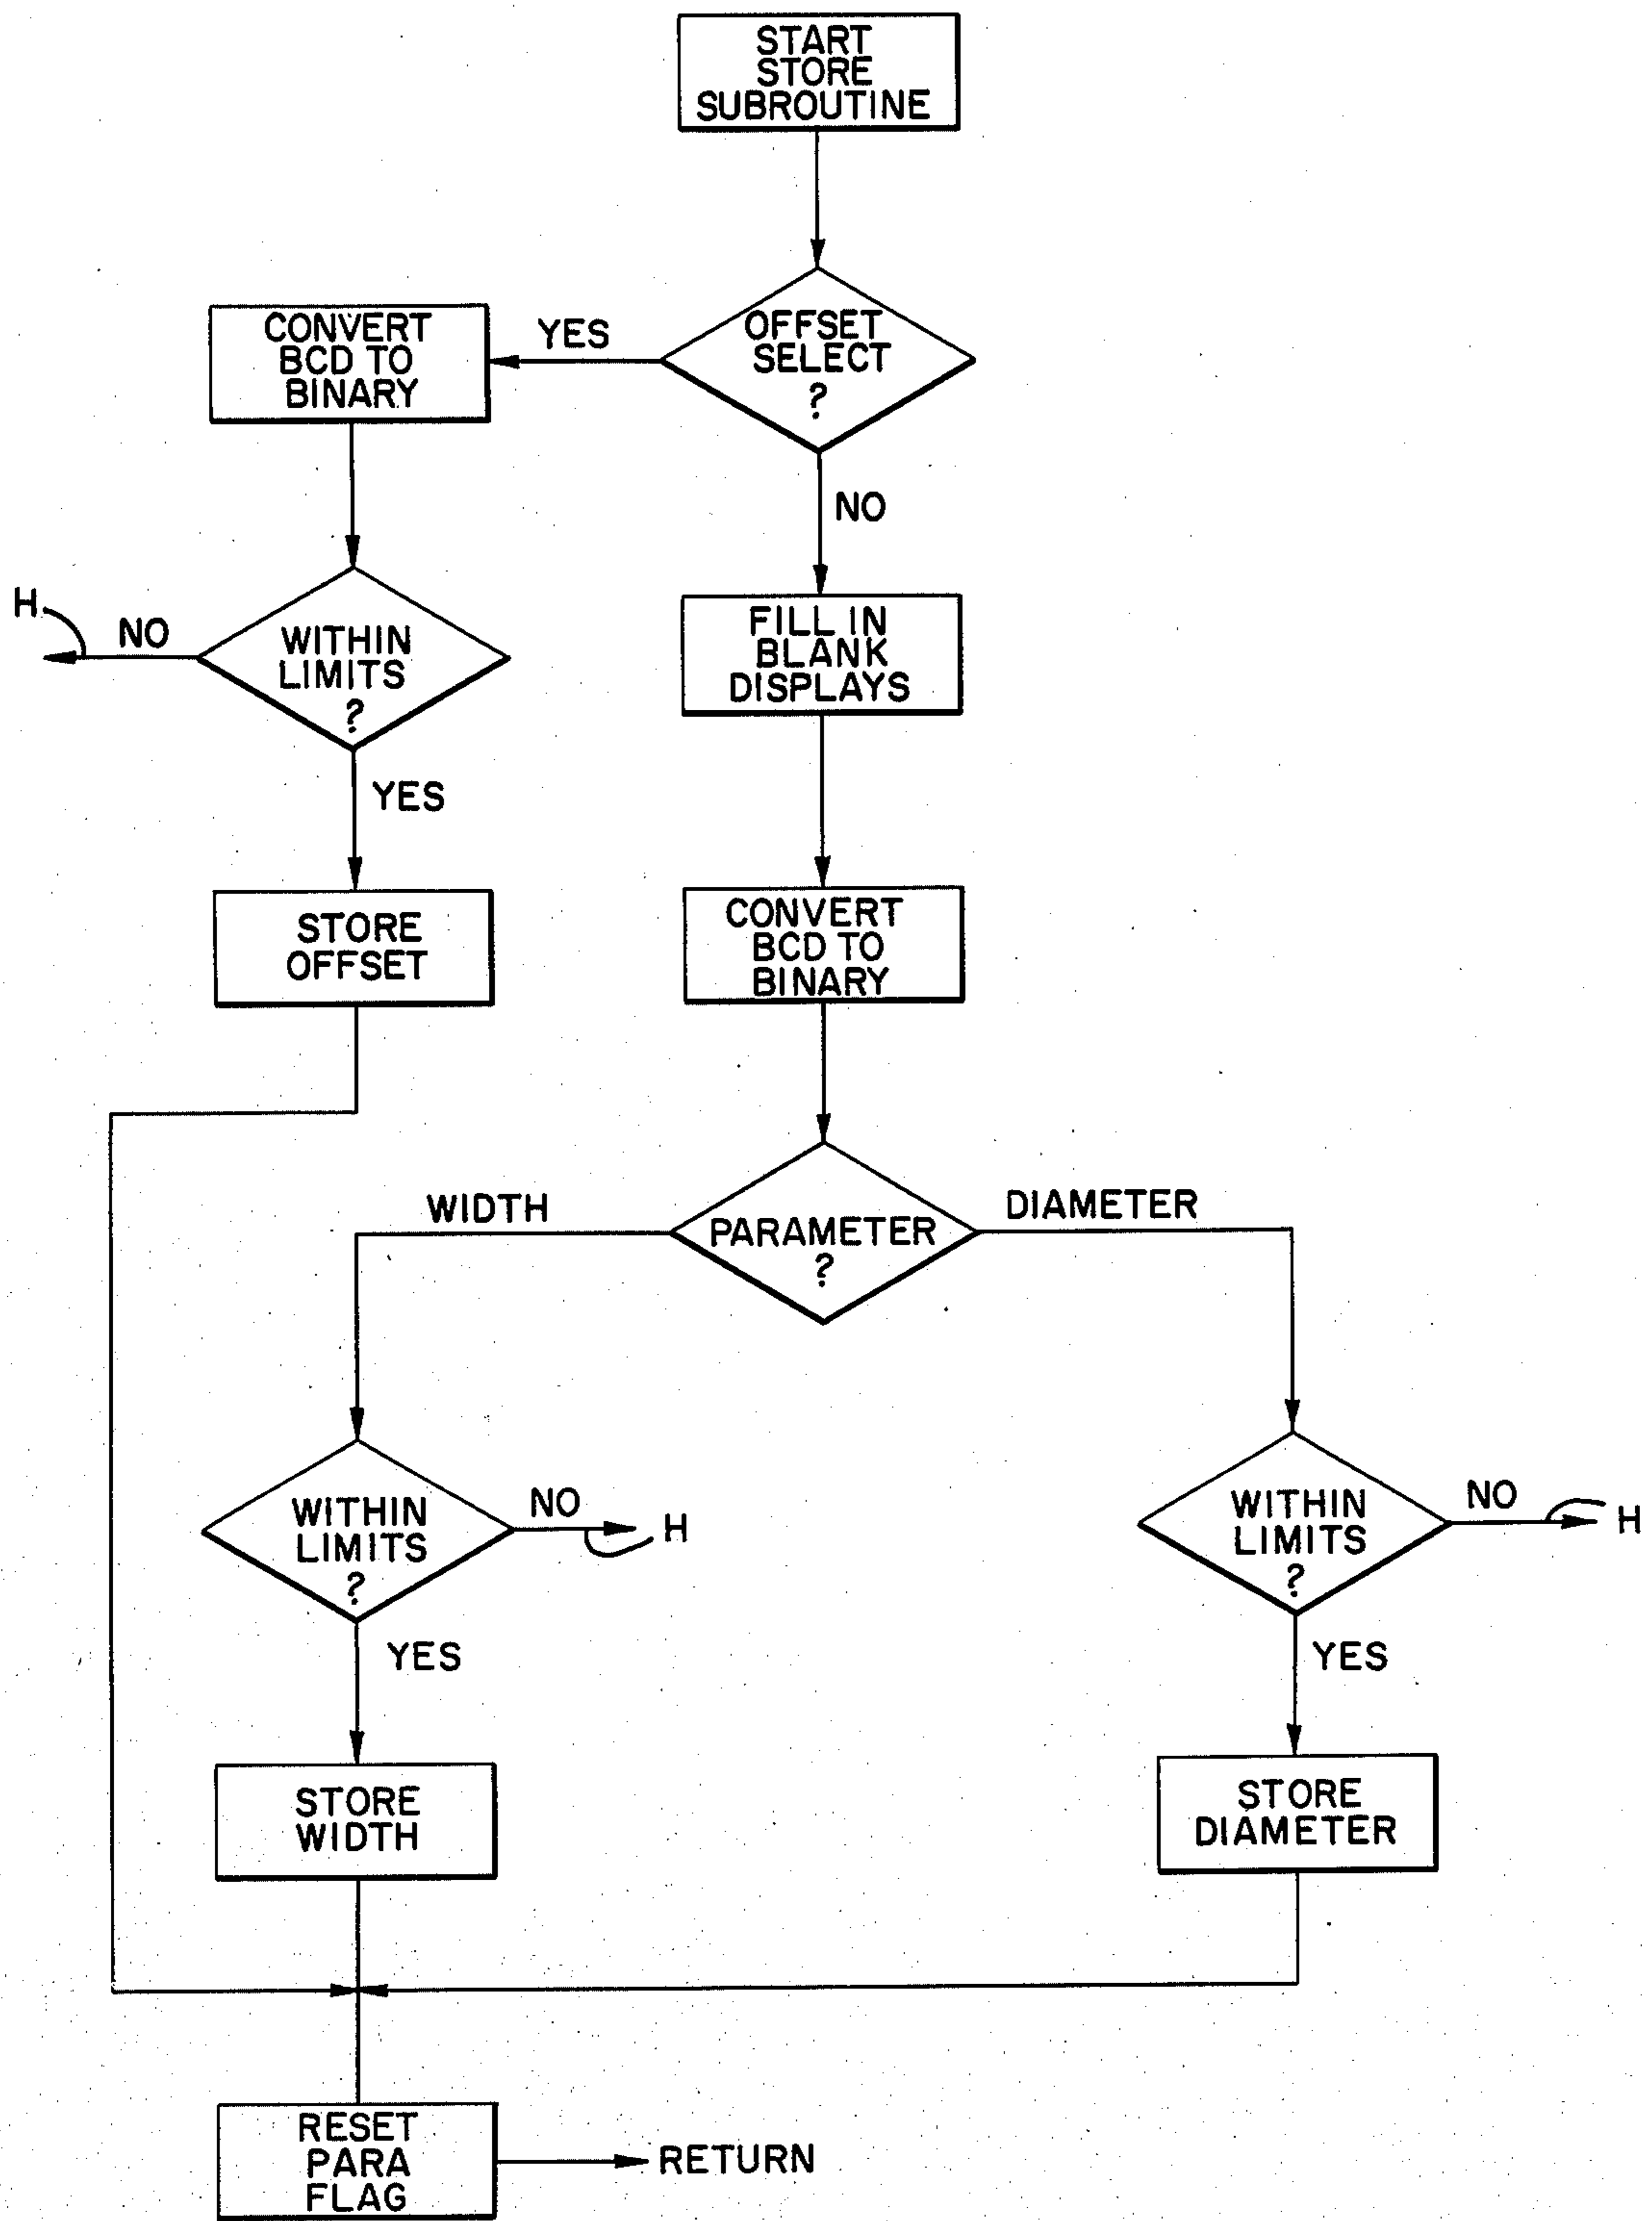 START
STORE
SUBROUTINE
OFFSET
SELECT
?
YES
CONVERT
BCD TO
BINARY
NO
H
NO
WITHIN
LIMITS
?
FILL IN
BLANK
DISPLAYS
YES
STORE
OFFSET
CONVERT
BCD TO
BINARY
WIDTH
PARAMETER
?
DIAMETER
WITHIN
LIMITS
?
NO
H
WITHIN
LIMITS
?
NO
H
YES
YES
STORE
WIDTH
STORE
DIAMETER
RESET
PARA
FLAG
RETURN